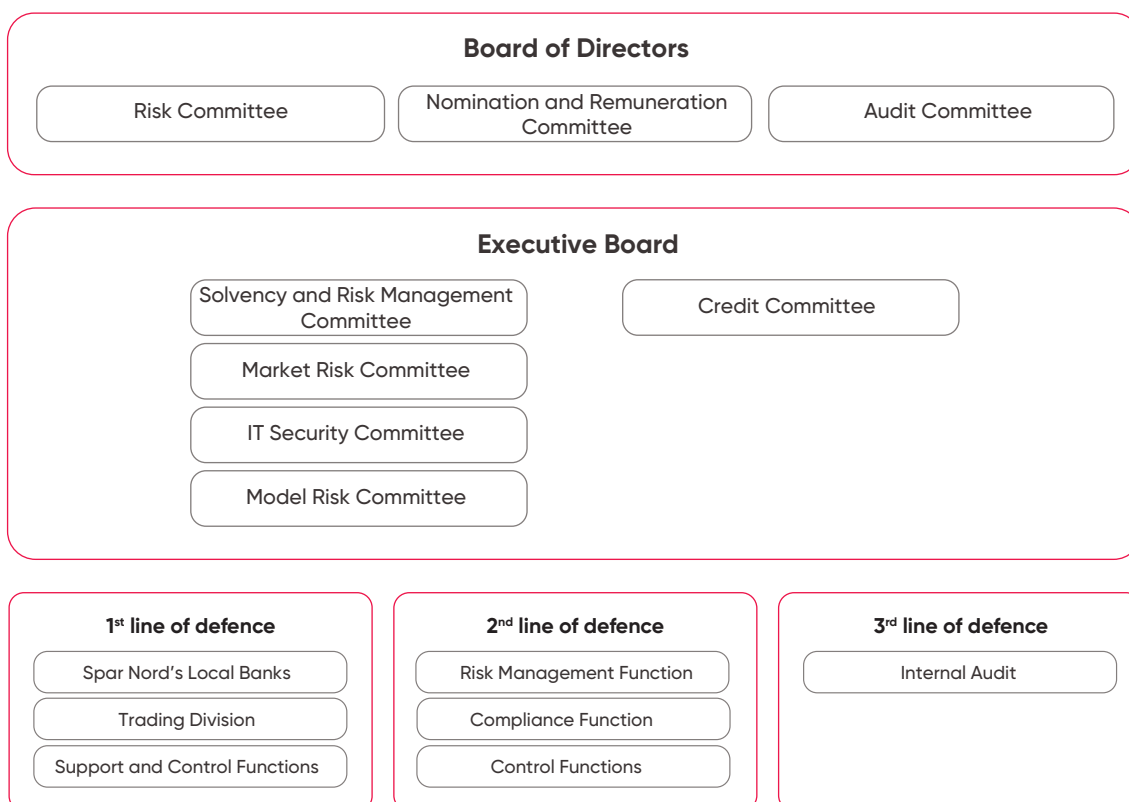 Board of Directors
Risk Committee
Nomination and Remuneration
Committee
Audit Committee
Executive Board
Solvency and Risk Management
Committee
Credit Committee
Market Risk Committee
IT Security Committee
Model Risk Committee
1st line of defence
Spar Nord's Local Banks
Trading Division
Support and Control Functions
2nd line of defence
Risk Management Function
Compliance Function
Control Functions
3rd line of defence
Internal Audit